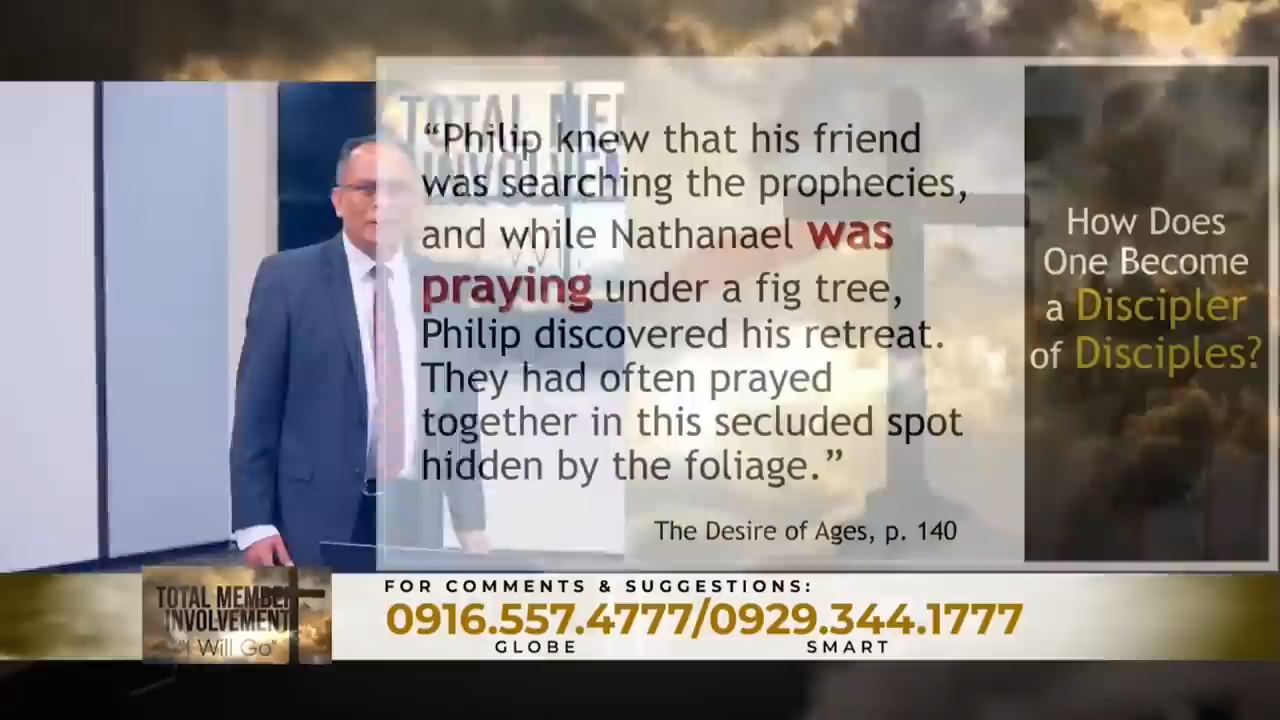 TOTAL MEM
INVOLVE
“Philip knew that his friend
was searching the prophecies,
and while Nathanael was
praying under a fig tree,
Philip discovered his retreat.
They had often prayed
together in this secluded spot
hidden by the foliage.”
The Desire of Ages, p. 140
How Does
One Become
a Discipler
of Disciples?
TOTAL MEMBER
INVOLVEMENT
"I Will Go"
FOR COMMENTS & SUGGESTIONS:
0916.557.4777/0929.344.1777
GLOBE SMART